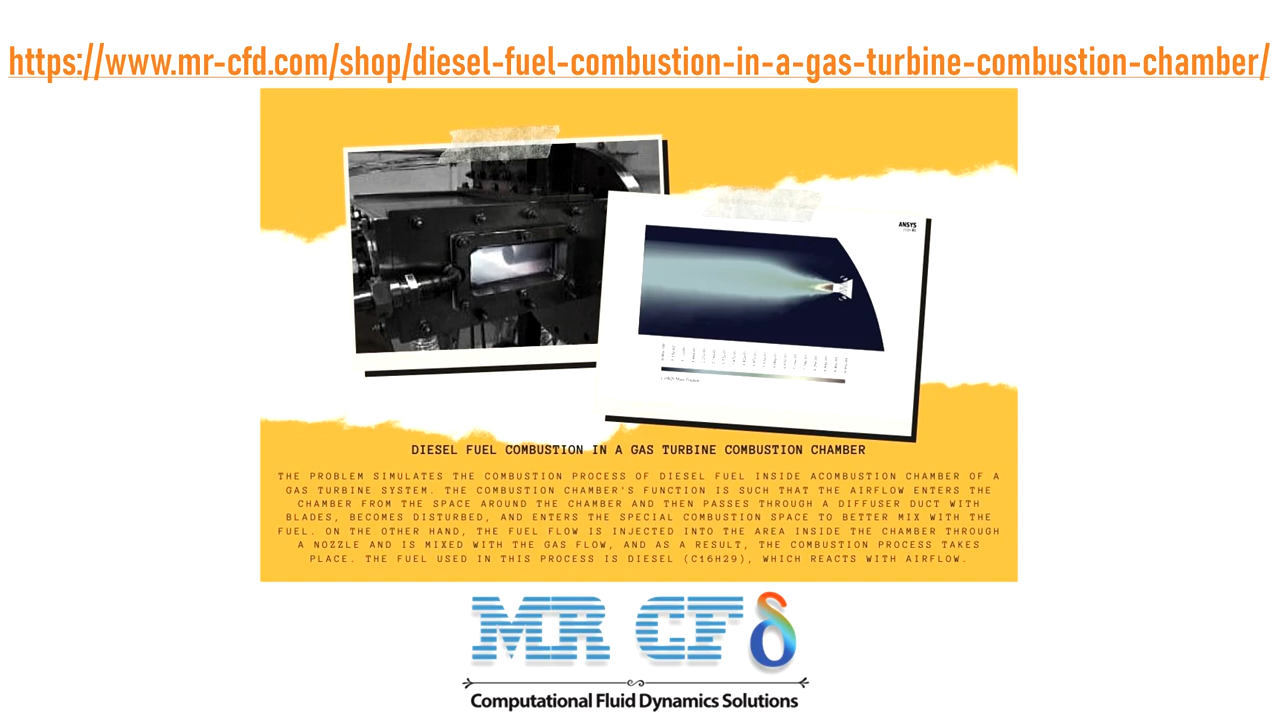 https://www.mr-cfd.com/shop/diesel-fuel-combustion-in-a-gas-turbine-combustion-chamber/
ANSYS
DIESEL FUEL COMBUSTION IN A GAS TURBINE COMBUSTION CHAMBER
THE PROBLEM SIMULATES THE COMBUSTION PROCESS OF DIESEL FUEL INSIDE ACOMBUSTION CHAMBER OF A
GAS TURBINE SYSTEM. THE COMBUSTION CHAMBER'S FUNCTION IS SUCH THAT THE AIRFLOW ENTERS THE
CHAMBER FROM THE SPACE AROUND THE CHAMBER AND THEN PASSES THROUGH A DIFFUSER DUCT WITH
BLADES, BECOMES DISTURBED, AND ENTERS THE SPECIAL COMBUSTION SPACE TO BETTER MIX WITH THE
FUEL. ON THE OTHER HAND, THE FUEL FLOW IS INJECTED INTO THE AREA INSIDE THE CHAMBER THROUGH
A NOZZLE AND IS MIXED WITH THE GAS FLOW, AND AS A RESULT, THE COMBUSTION PROCESS TAKES
PLACE. THE FUEL USED IN THIS PROCESS IS DIESEL (C16H29), WHICH REACTS WITH AIRFLOW.
MR CFδ
Computational Fluid Dynamics Solutions